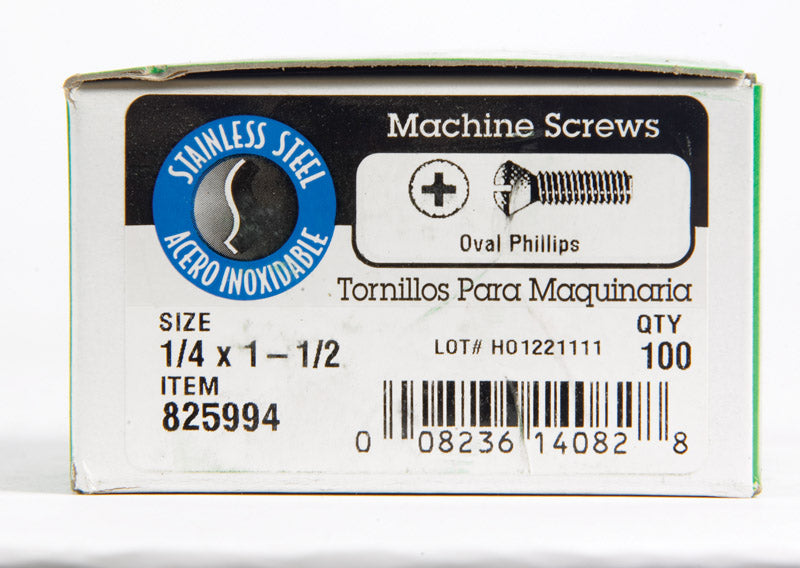 STAINLESS STEEL
ACERO INOXIDABLE
Machine Screws
Oval Phillips
Tornillos Para Maquinaria
SIZE
1/4 x 1-1/2
QTY
100
LOT# H01221111
ITEM
825994
0 08236 14082 8